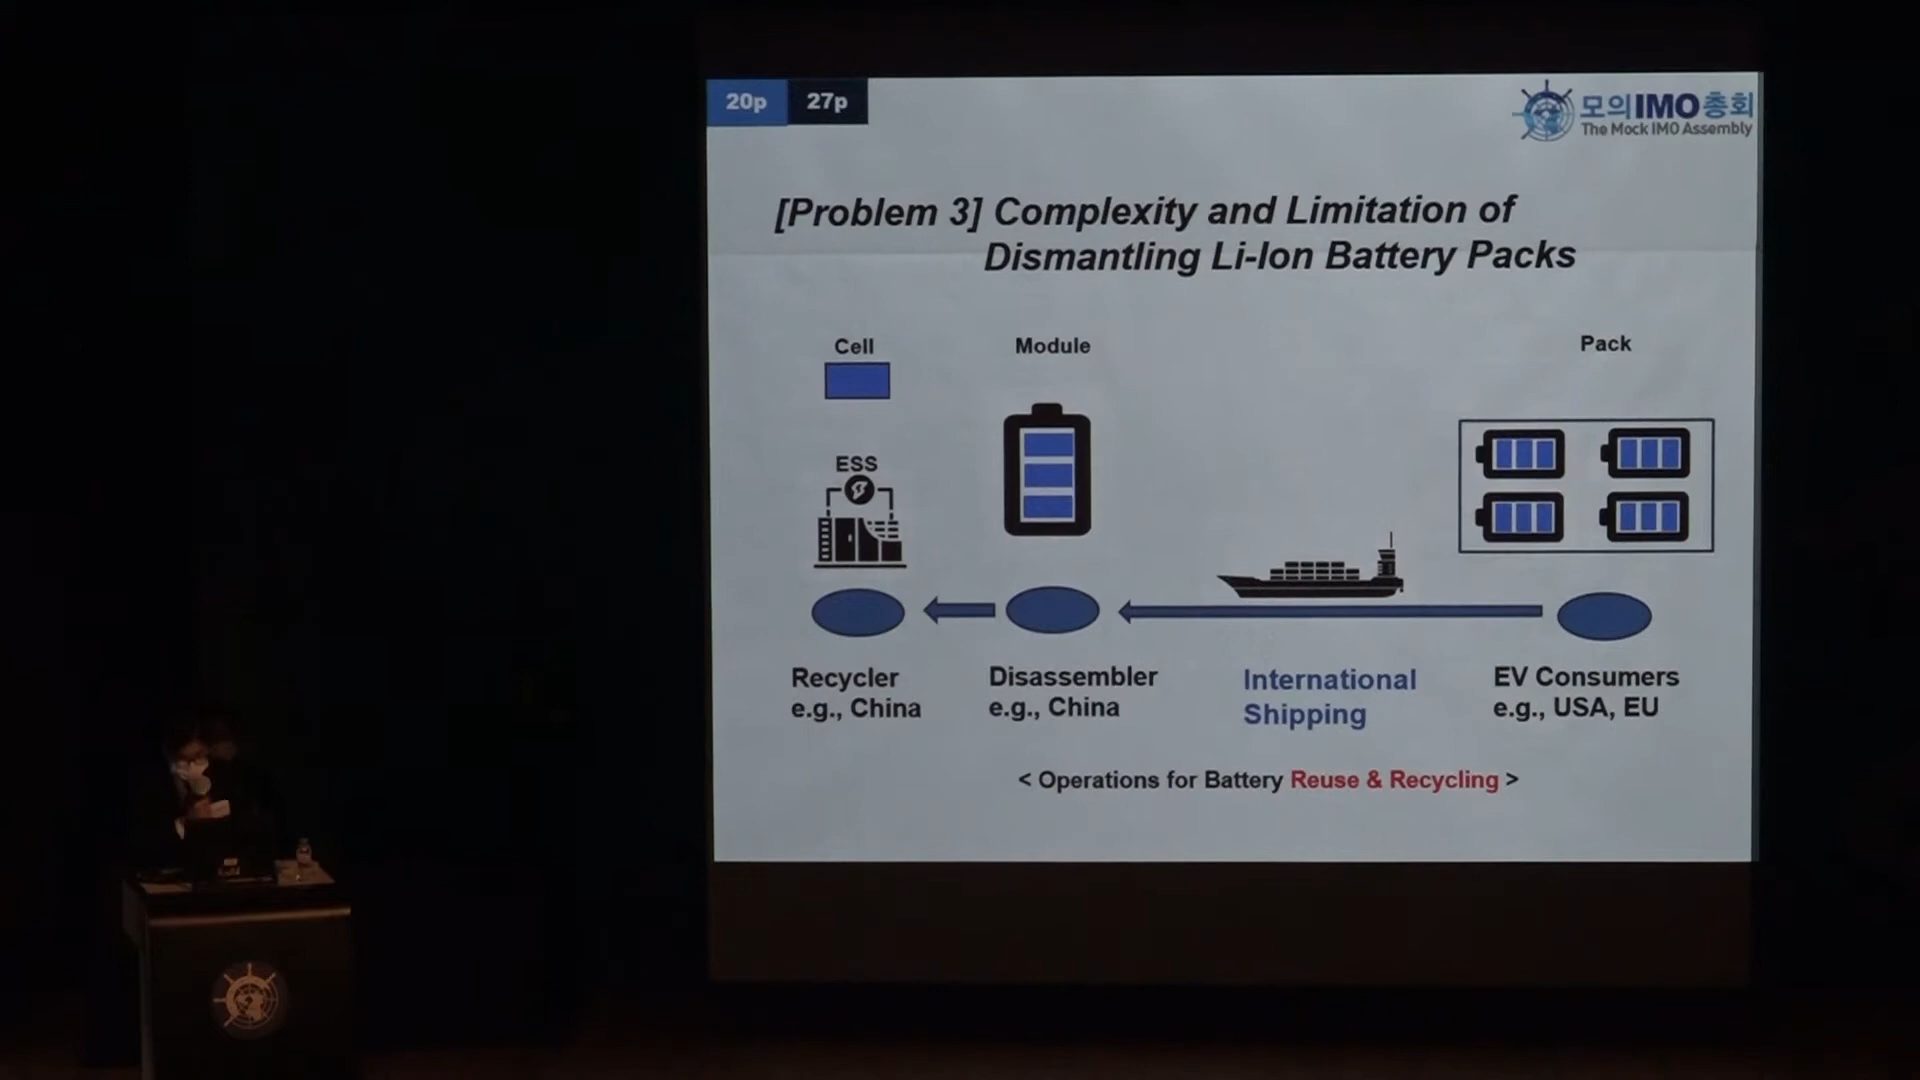 20p 27p
모의IMO총회
The Mock IMO Assembly
[Problem 3] Complexity and Limitation of
Dismantling Li-Ion Battery Packs
Cell
Module
Pack
ESS
Recycler
e.g., China
Disassembler
e.g., China
International
Shipping
EV Consumers
e.g., USA, EU
< Operations for Battery Reuse & Recycling >